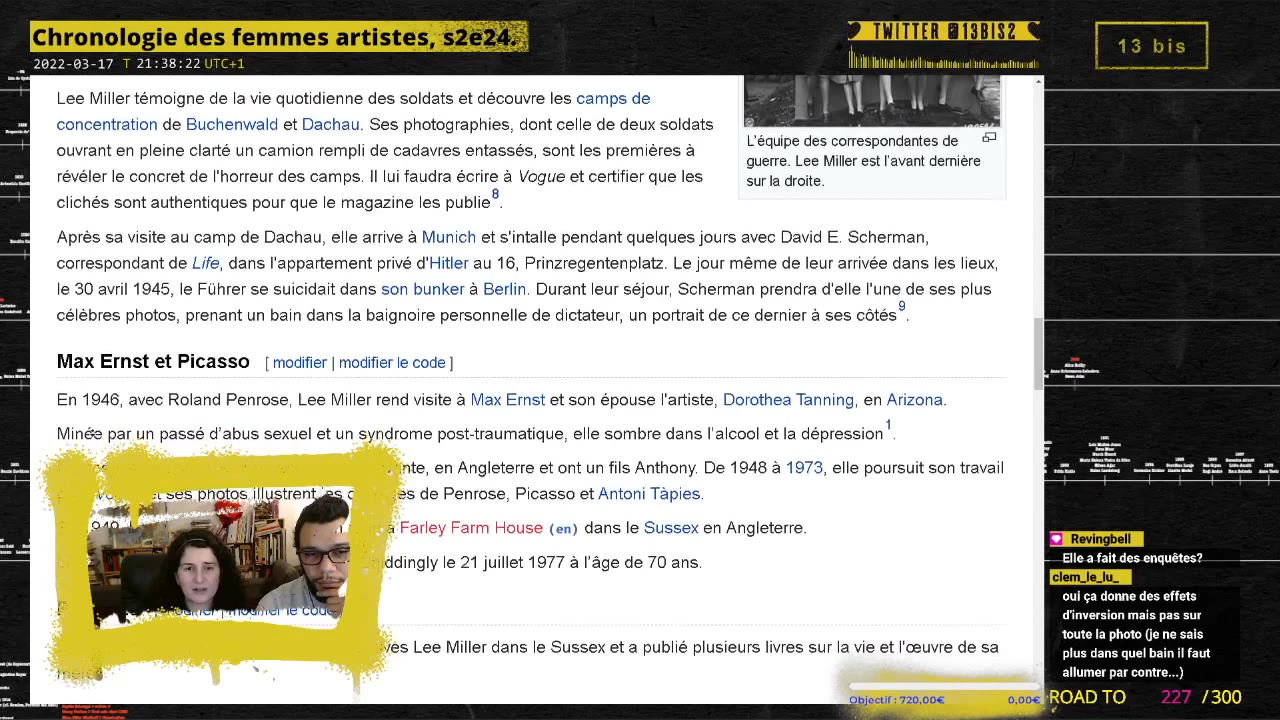 Chronologie des femmes artistes, s2e24.
2022-03-17 T 21:38:22 UTC+1
TWITTER @13BIS2
13 bis
Lee Miller témoigne de la vie quotidienne des soldats et découvre les camps de
concentration de Buchenwald et Dachau. Ses photographies, dont celle de deux soldats
ouvrant en pleine clarté un camion rempli de cadavres entassés, sont les premières à
révéler le concret de l'horreur des camps. Il lui faudra écrire à Vogue et certifier que les
clichés sont authentiques pour que le magazine les publie8.
L'équipe des correspondantes de
guerre. Lee Miller est l'avant dernière
sur la droite.
Après sa visite au camp de Dachau, elle arrive à Munich et s'intalle pendant quelques jours avec David E. Scherman,
correspondant de Life, dans l'appartement privé d'Hitler au 16, Prinzregentenplatz. Le jour même de leur arrivée dans les lieux,
le 30 avril 1945, le Führer se suicidait dans son bunker à Berlin. Durant leur séjour, Scherman prendra d'elle l'une de ses plus
célèbres photos, prenant un bain dans la baignoire personnelle de dictateur, un portrait de ce dernier à ses côtés9.
Max Ernst et Picasso [ modifier | modifier le code ]
En 1946, avec Roland Penrose, Lee Miller rend visite à Max Ernst et son épouse l'artiste, Dorothea Tanning, en Arizona.
Minée par un passé d'abus sexuel et un syndrome post-traumatique, elle sombre dans l'alcool et la dépression1.
en Angleterre et ont un fils Anthony. De 1948 à 1973, elle poursuit son travail
et ses photos illustrent de Penrose, Picasso et Antoni Tàpies.
Farley Farm House (en) dans le Sussex en Angleterre.
le 21 juillet 1977 à l'âge de 70 ans.
modifier le code
Lee Miller dans le Sussex et a publié plusieurs livres sur la vie et l'œuvre de sa
Revingbell
Elle a fait des enquêtes?
clem_le_lu_
oui ça donne des effets
d'inversion mais pas sur
toute la photo (je ne sais
plus dans quel bain il faut
allumer par contre...)
Objectif : 720,00€ 0,00€
ROAD TO 227 / 300